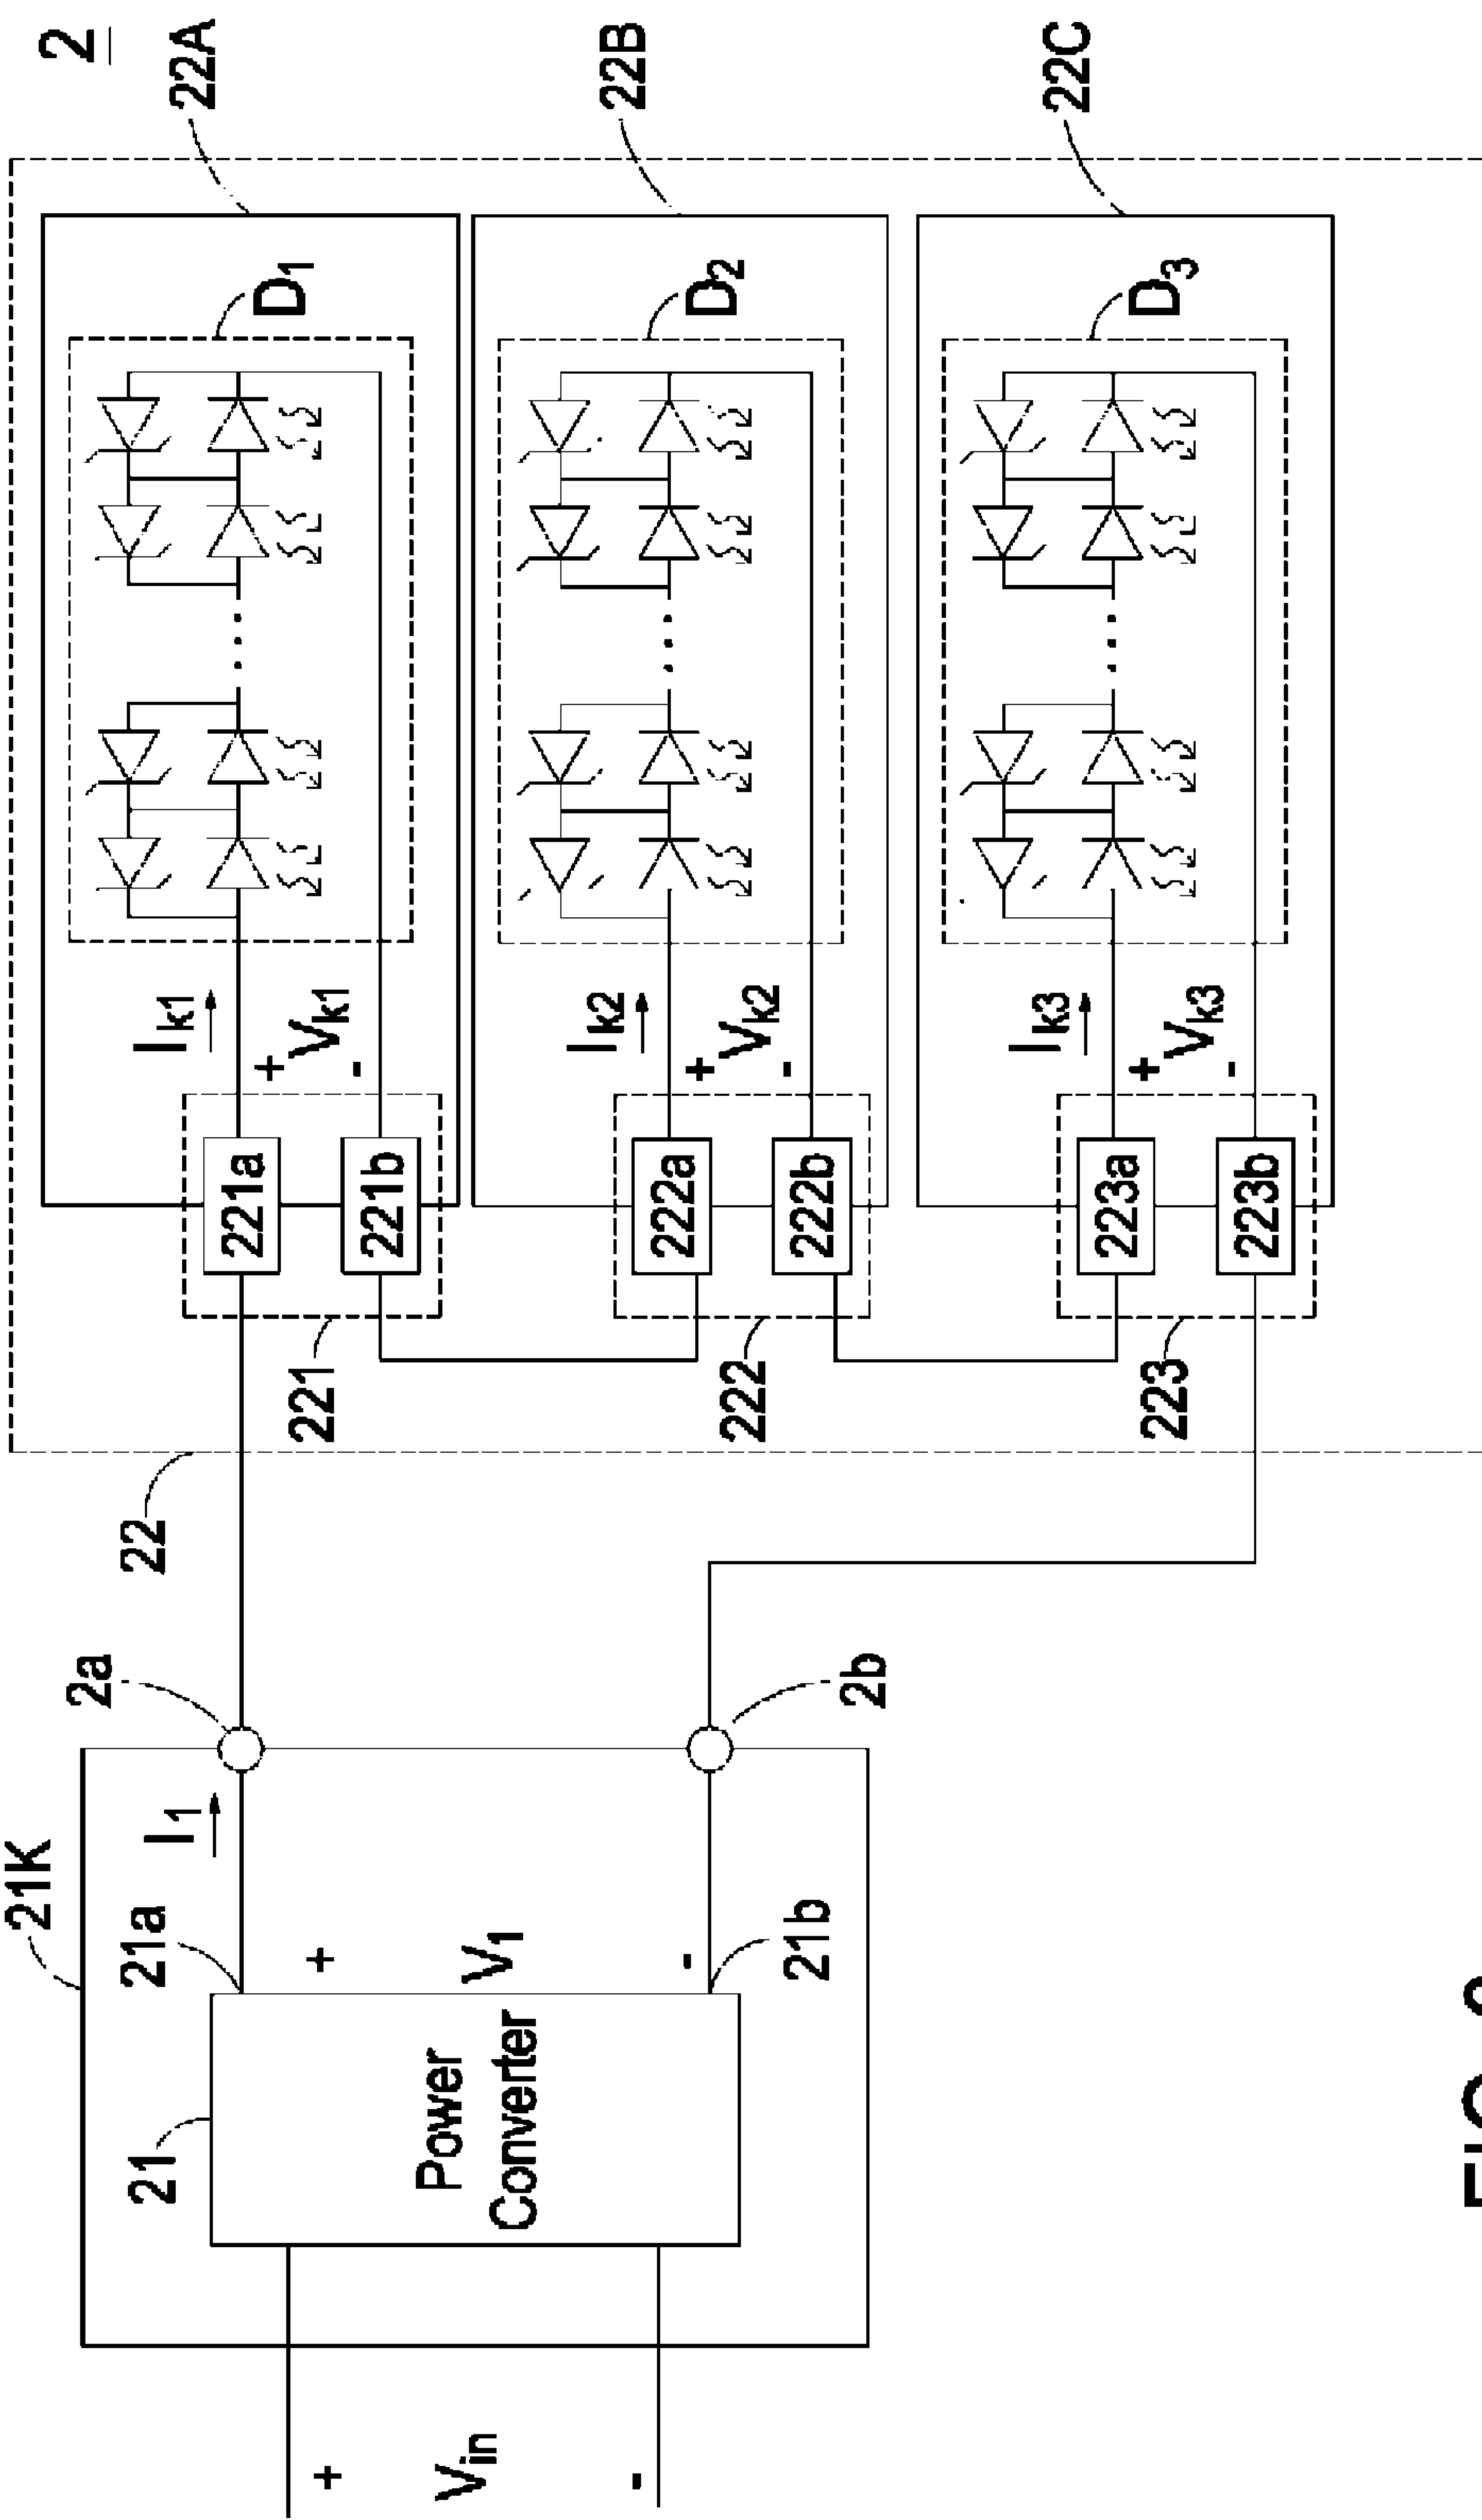 2
22A
22B
22C
D1
D2
D3
Ik1
+
Vk1
-
Ik2
+
Vk2
-
Ik3
+
Vk3
-
221a
221b
222a
222b
223a
223b
221
222
223
22
2a
2b
21K
I1
21a
+
V1
-
21b
21
Power
Converter
+
Vin
-